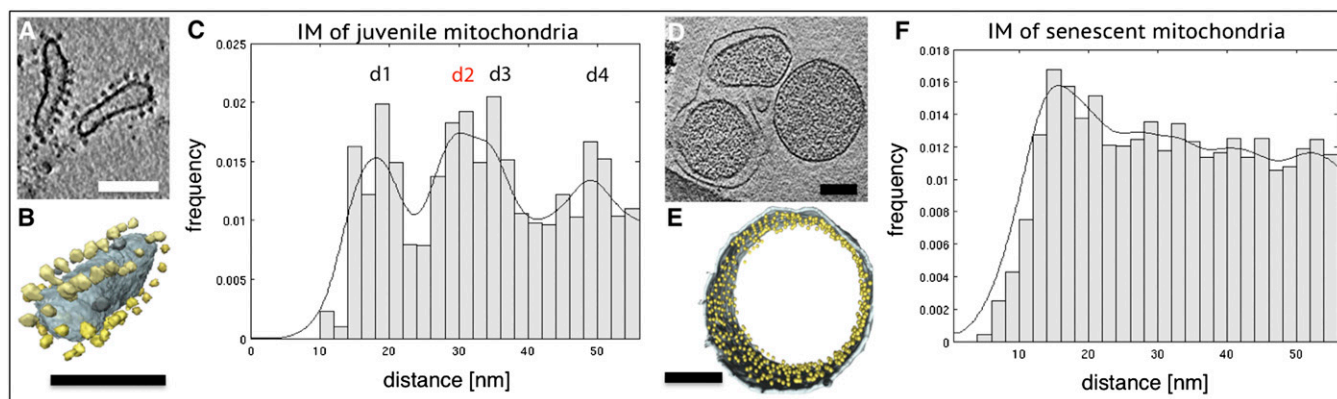 A
B
C
IM of juvenile mitochondria
d1
d2
d3
d4
frequency
0.025
0.02
0.015
0.01
0.005
0
0
10
20
30
40
50
distance [nm]
D
E
F
IM of senescent mitochondria
frequency
0.018
0.016
0.014
0.012
0.01
0.008
0.006
0.004
0.002
0
10
20
30
40
50
distance [nm]